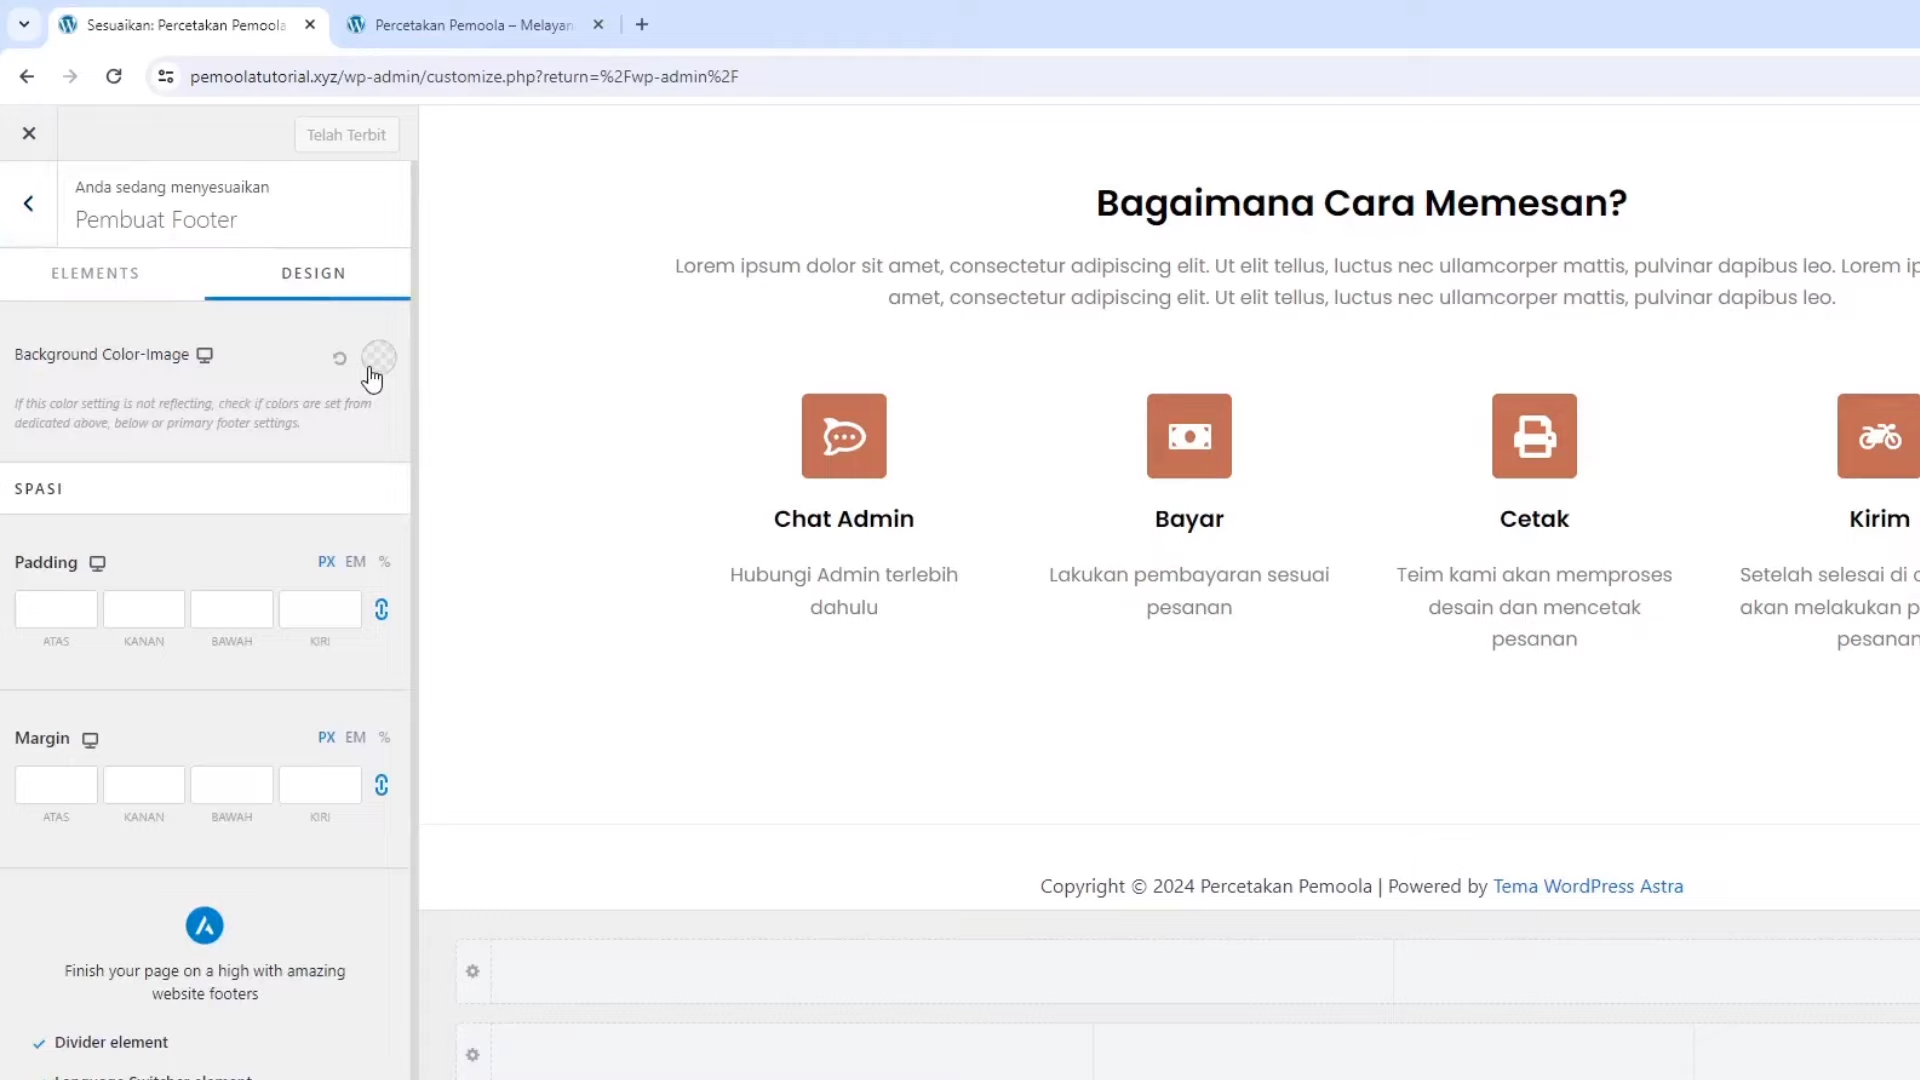 Sesuaikan: Percetakan Pemoola
Percetakan Pemoola – Melayan
pemoolatutorial.xyz/wp-admin/customize.php?return=%2Fwp-admin%2F
Telah Terbit
Anda sedang menyesuaikan
Pembuat Footer
ELEMENTS
DESIGN
Background Color-Image
If this color setting is not reflecting, check if colors are set from
dedicated above, below or primary footer settings.
SPASI
Padding
PX EM %
ATAS KANAN BAWAH KIRI
Margin
PX EM %
ATAS KANAN BAWAH KIRI
Finish your page on a high with amazing
website footers
Divider element
Language Switcher element
Bagaimana Cara Memesan?
Lorem ipsum dolor sit amet, consectetur adipiscing elit. Ut elit tellus, luctus nec ullamcorper mattis, pulvinar dapibus leo. Lorem ip
amet, consectetur adipiscing elit. Ut elit tellus, luctus nec ullamcorper mattis, pulvinar dapibus leo.
Chat Admin
Hubungi Admin terlebih
dahulu
Bayar
Lakukan pembayaran sesuai
pesanan
Cetak
Teim kami akan memproses
desain dan mencetak
pesanan
Kirim
Setelah selesai di c
akan melakukan p
pesanan
Copyright © 2024 Percetakan Pemoola | Powered by Tema WordPress Astra